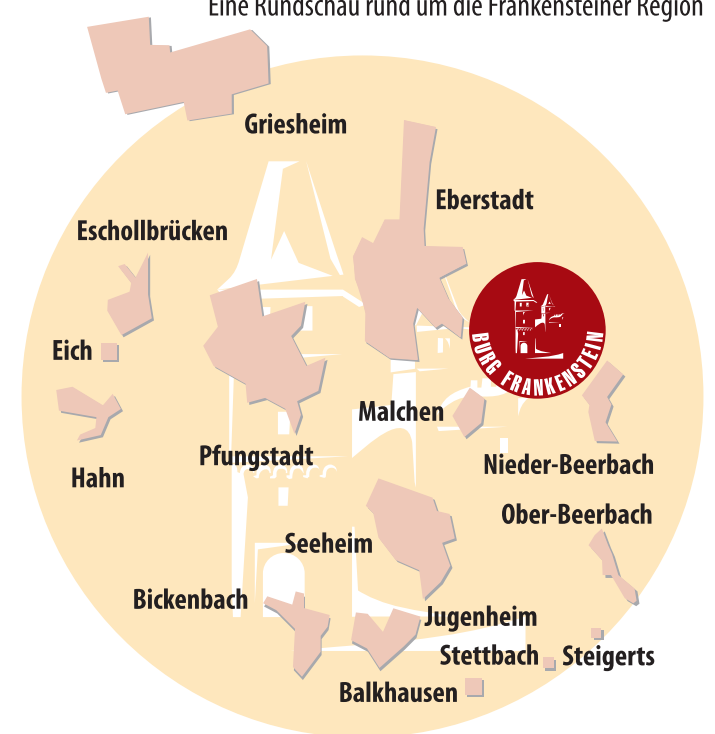 Eine Rundschau rund um die Frankensteiner Region
Griesheim
Eberstadt
Eschollbrücken
BURG FRANKENSTEIN
Eich
Malchen
Pfungstadt
Nieder-Beerbach
Hahn
Ober-Beerbach
Seeheim
Bickenbach
Jugenheim
Stettbach
Steigerts
Balkhausen